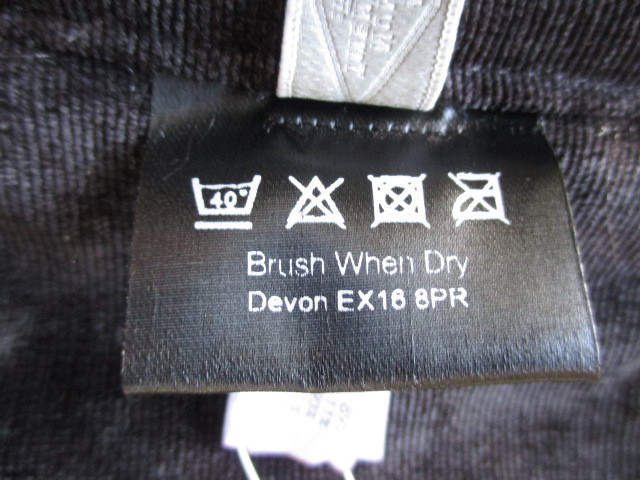 40°
Brush When Dry
Devon EX16 8PR